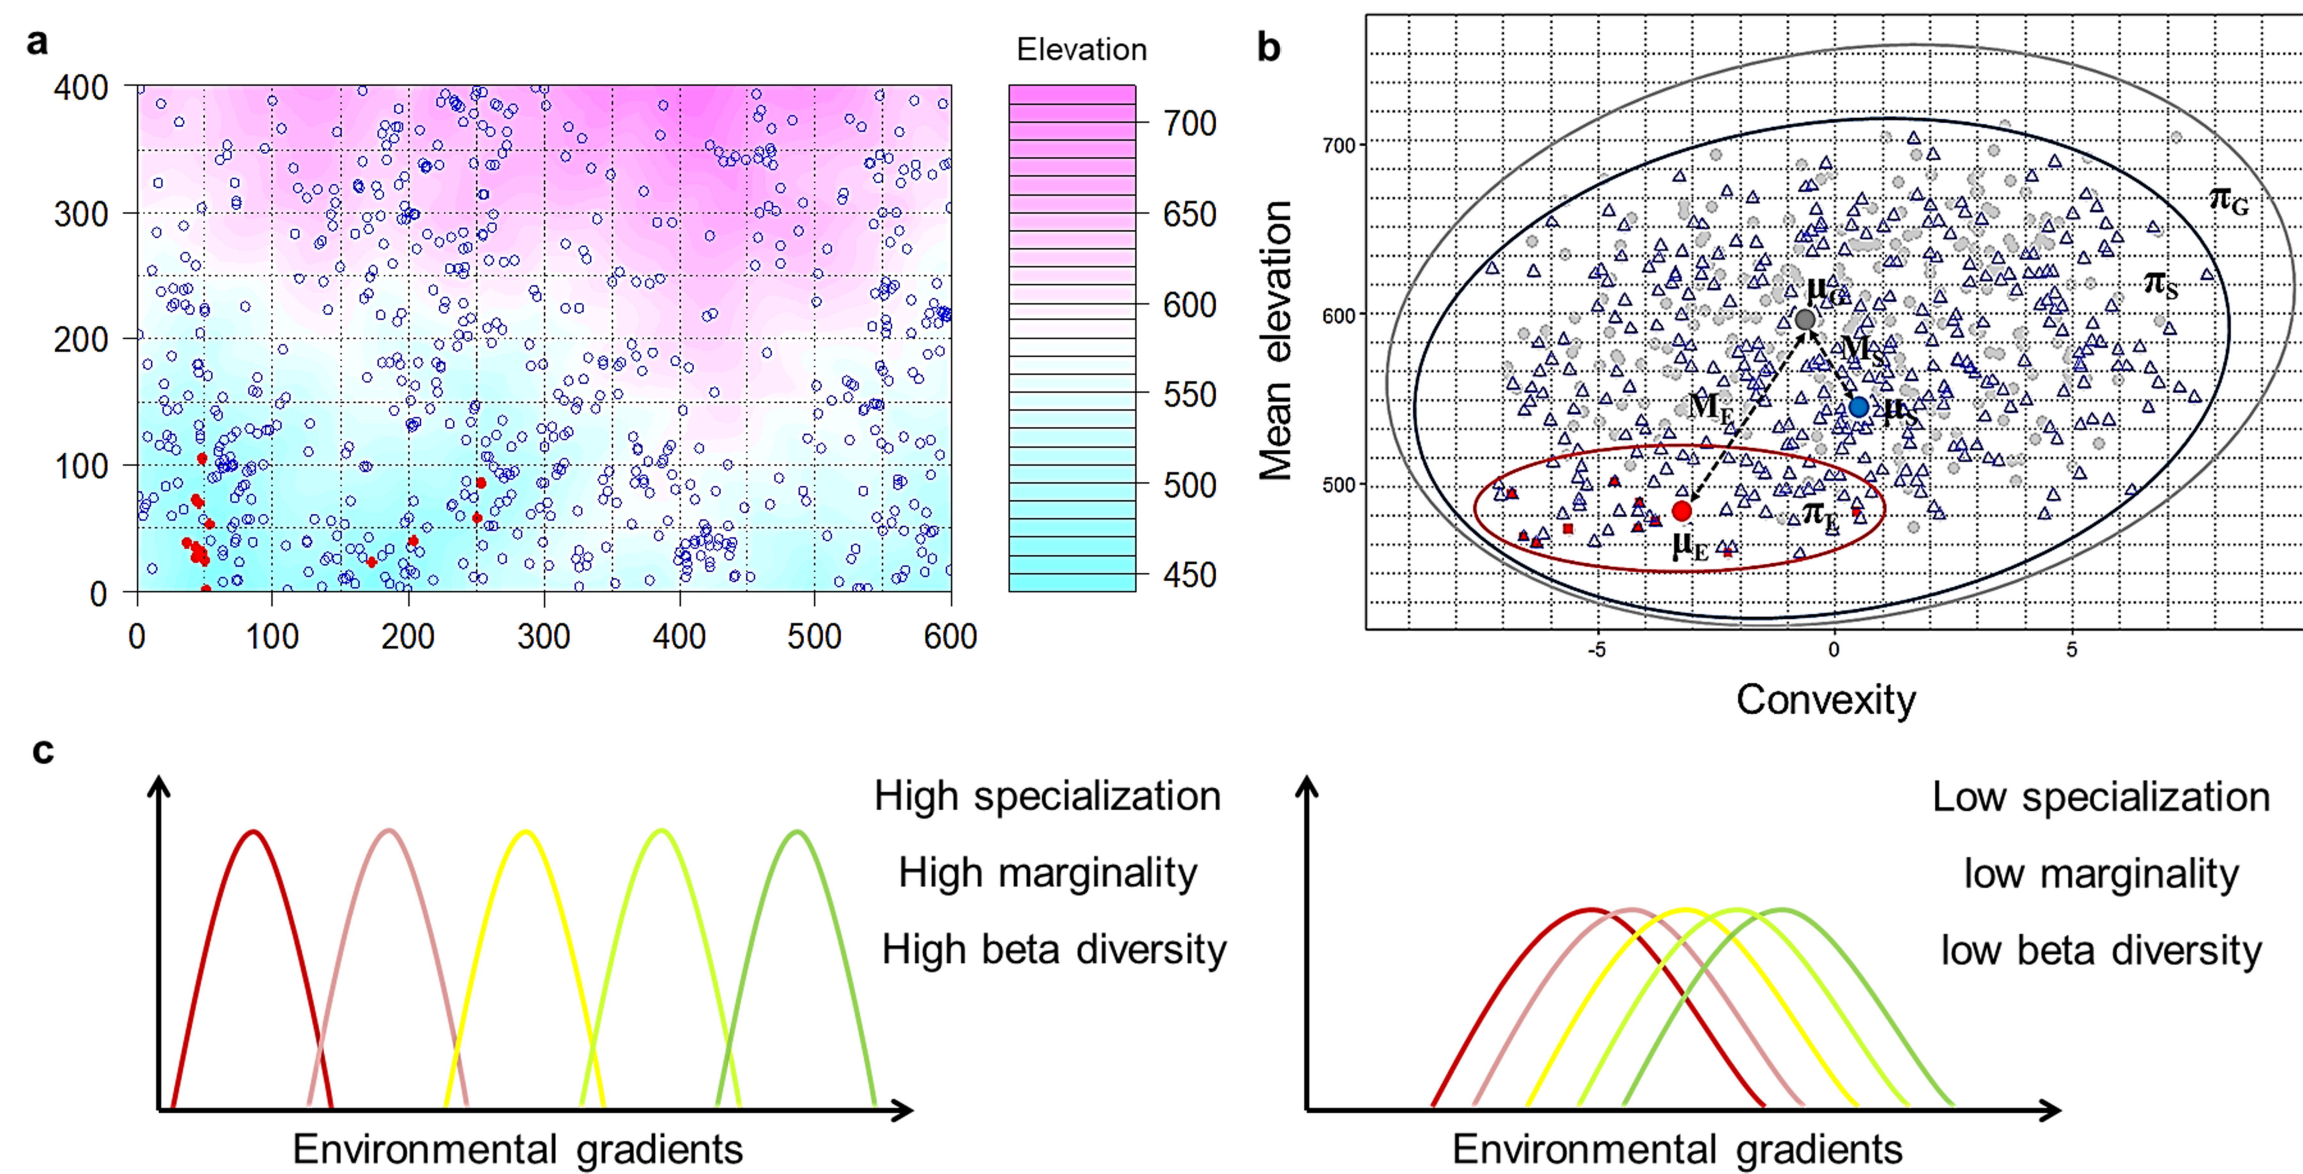 a
Elevation
400
300
200
100
0
0 100 200 300 400 500 600
700
650
600
550
500
450
b
Mean elevation
700
600
500
-5 0 5
Convexity
πG
πS
μG
MS
ME
μS
πE
μE
c
High specialization
High marginality
High beta diversity
Environmental gradients
Low specialization
low marginality
low beta diversity
Environmental gradients